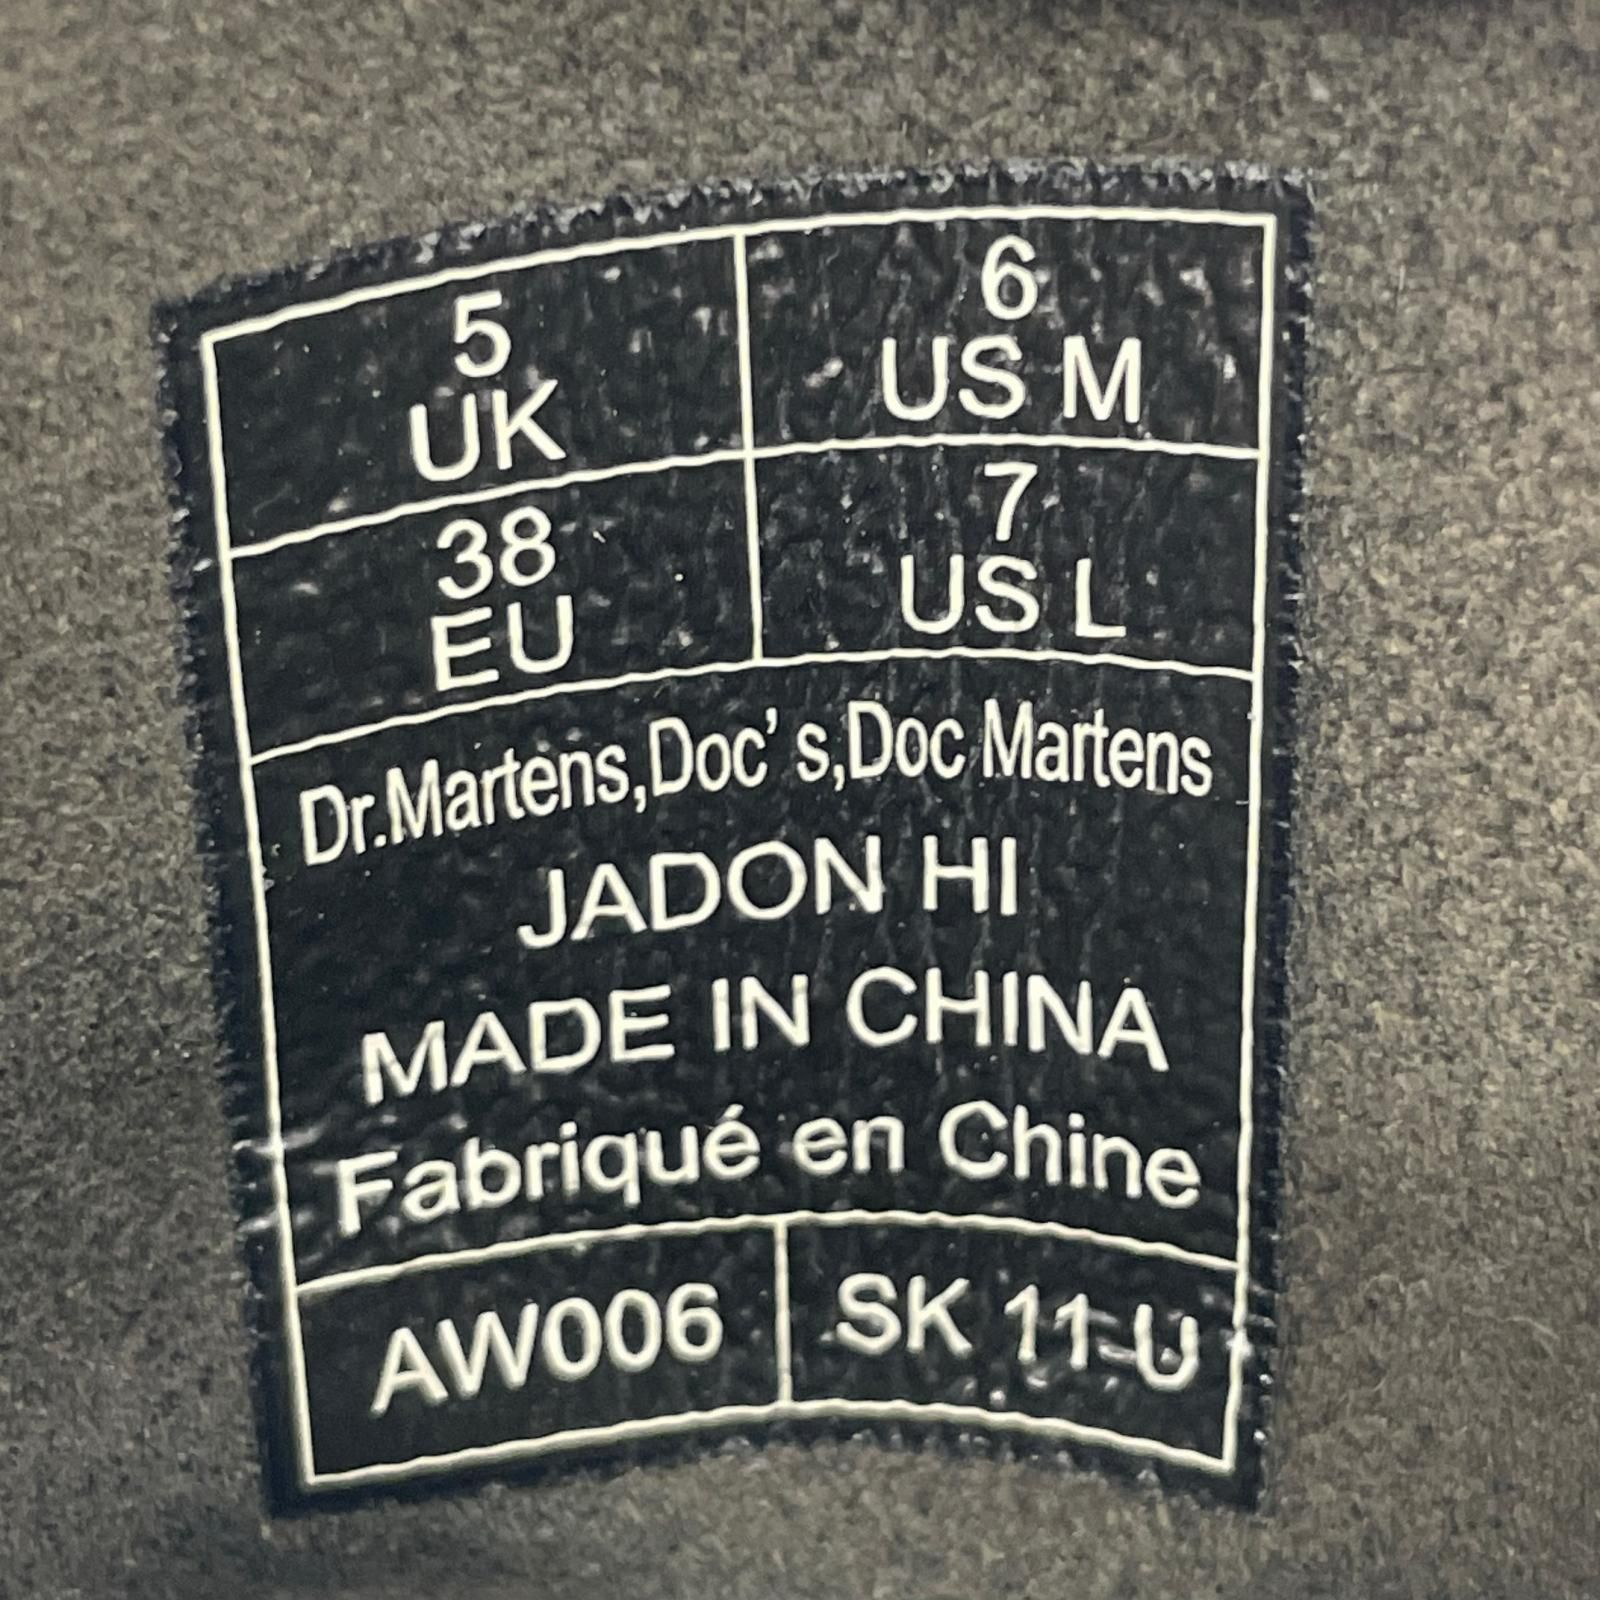 5
UK
6
US M
38
EU
7
US L
Dr.Martens,Doc’ s,Doc Martens
JADON HI
MADE IN CHINA
Fabriqué en Chine
AW006
SK 11 U